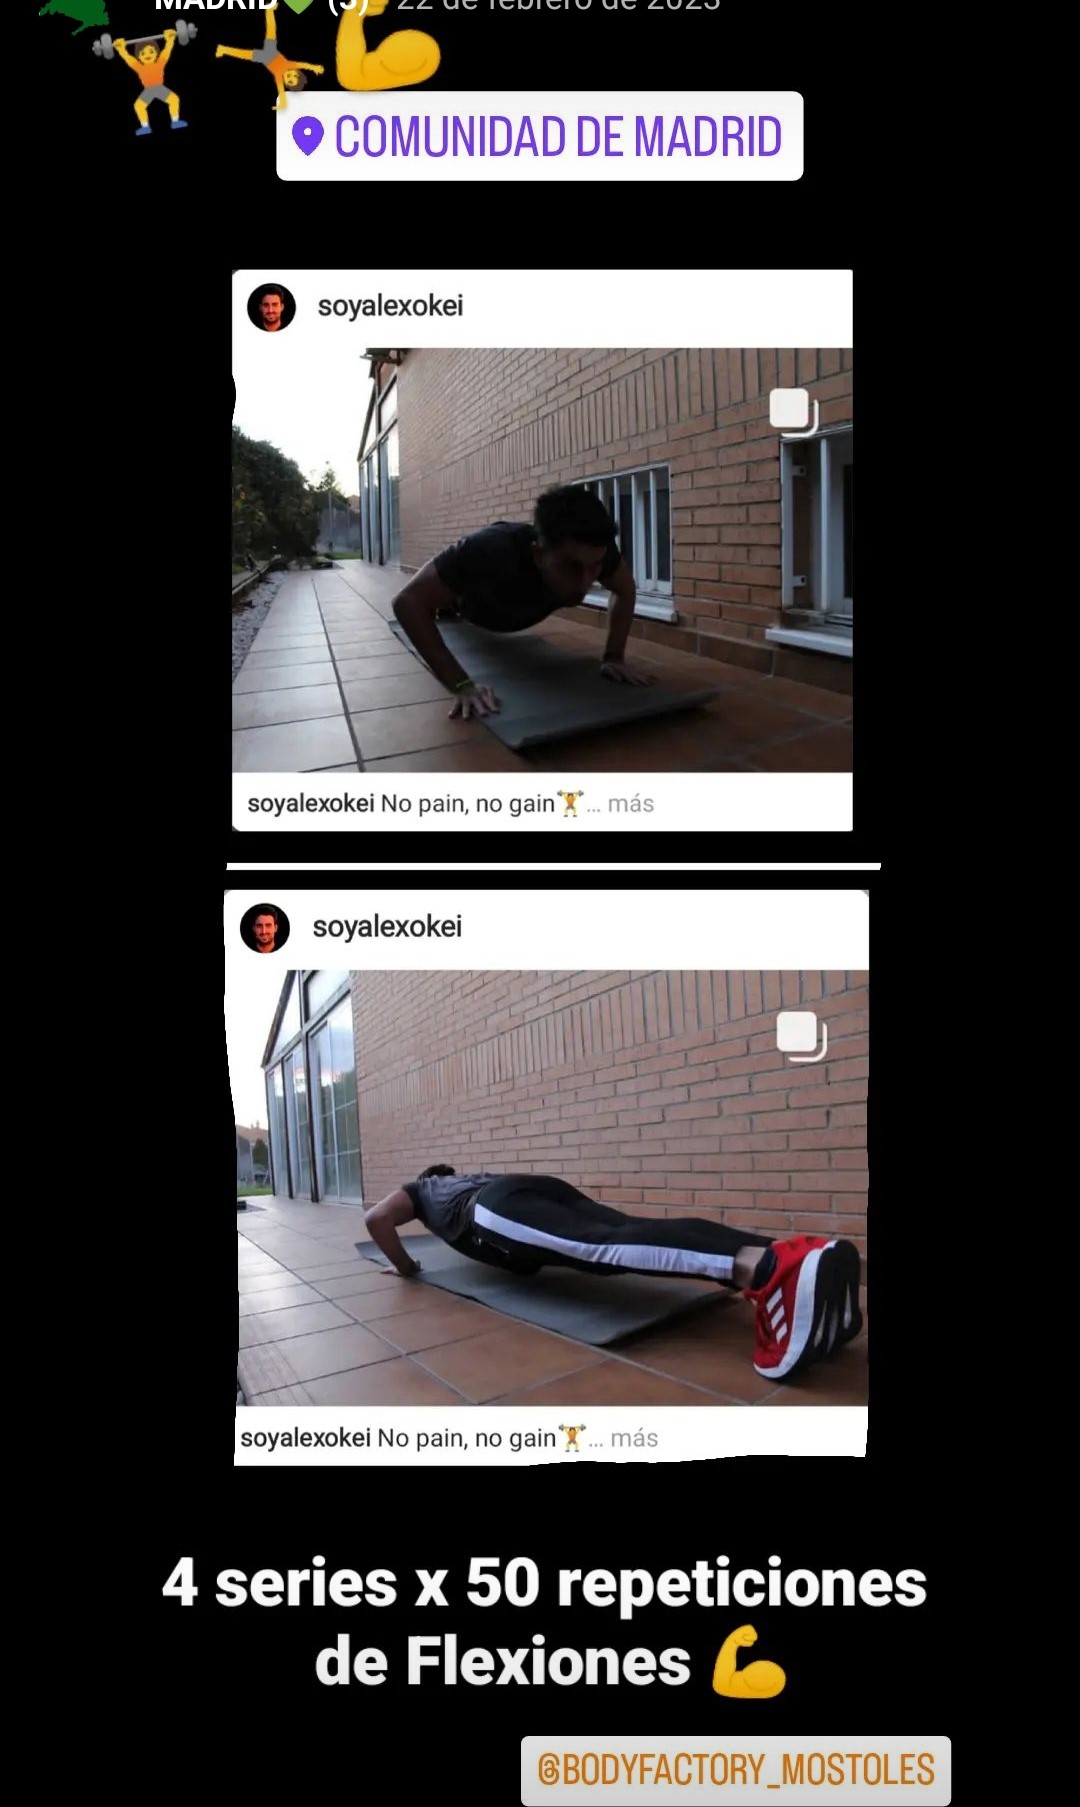 MADRID💚 (3) 22 de febrero de 2023
COMUNIDAD DE MADRID
soyalexokei
soyalexokei No pain, no gain🏋... más
soyalexokei
soyalexokei No pain, no gain🏋... más
4 series x 50 repeticiones
de Flexiones 💪
@BODYFACTORY_MOSTOLES